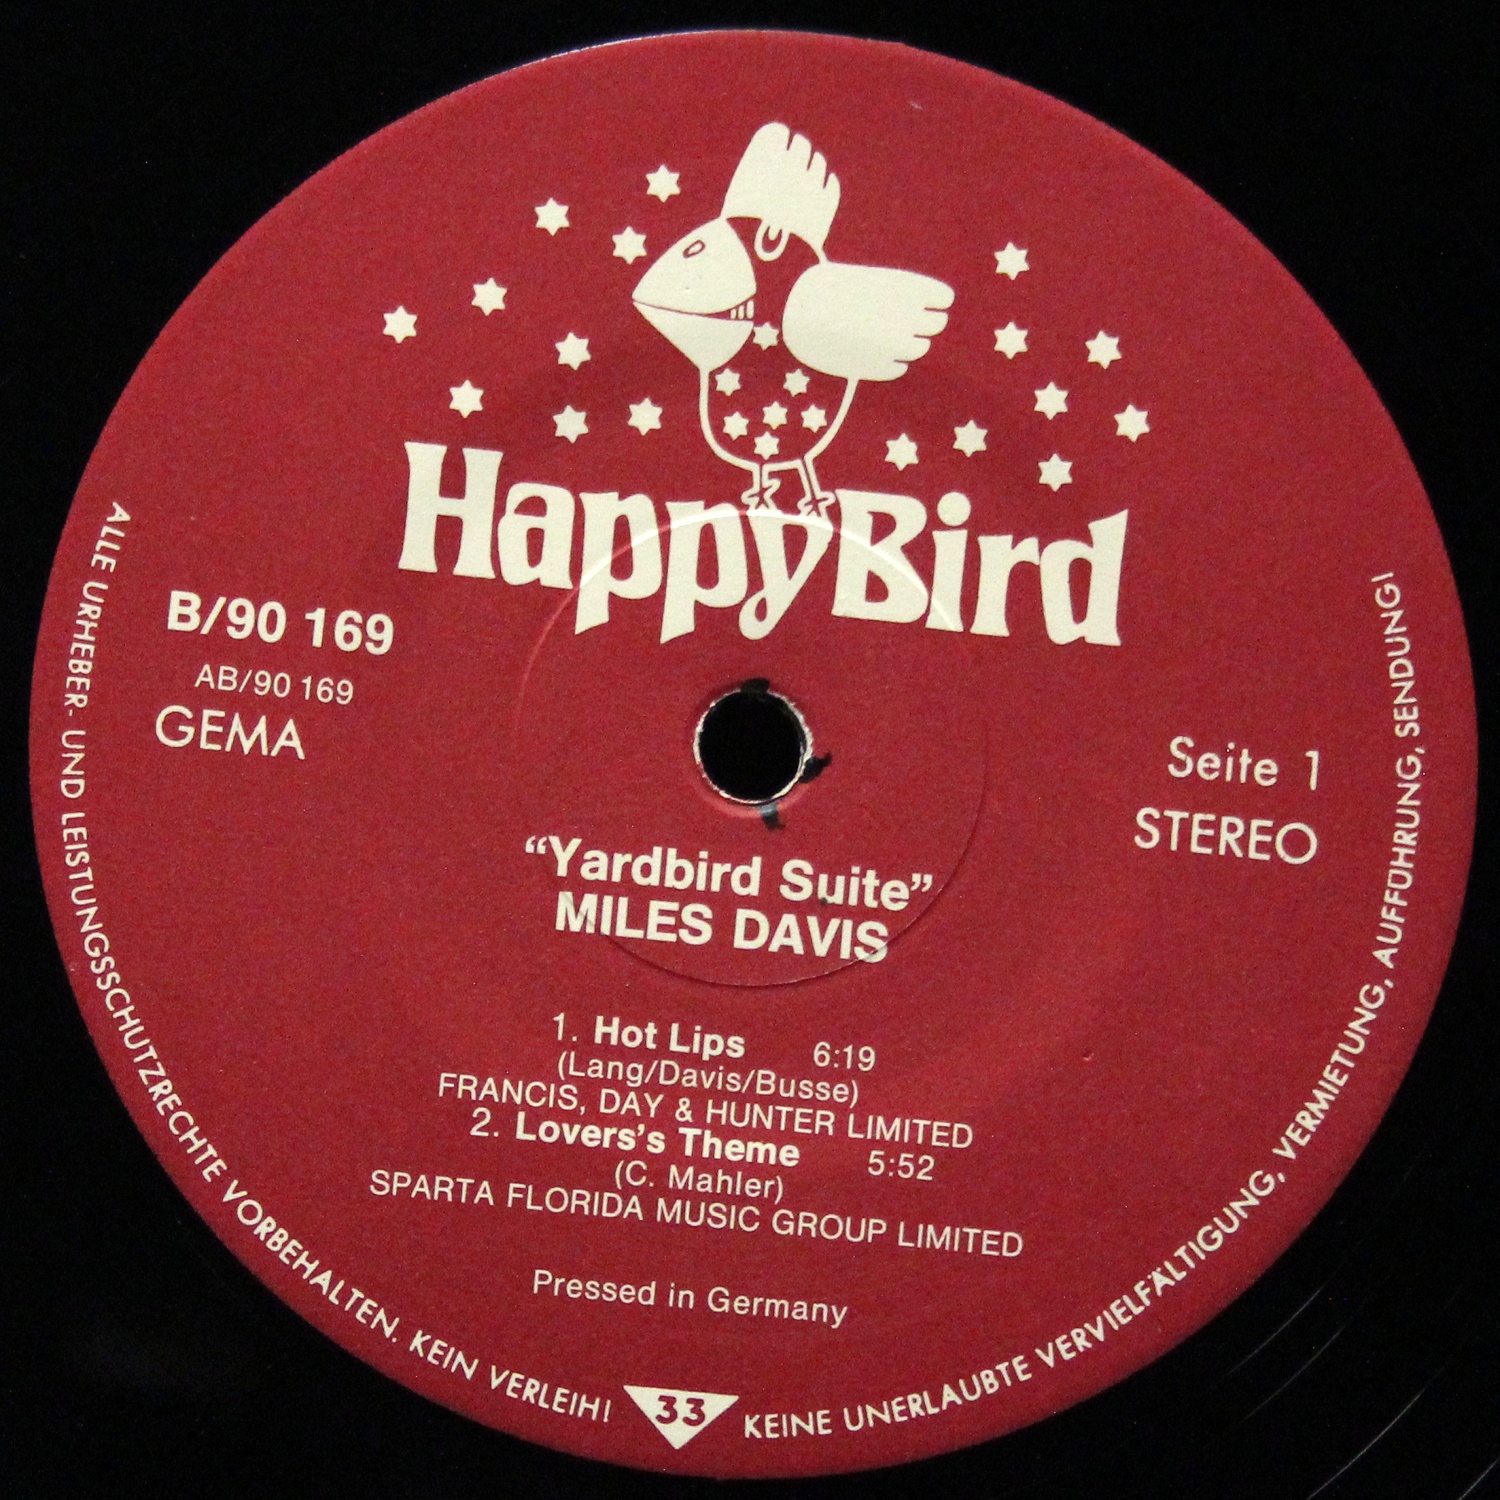 HappyBird
B/90 169
AB/90 169
GEMA
Seite 1
STEREO
“Yardbird Suite”
MILES DAVIS
1. Hot Lips 6:19
(Lang/Davis/Busse)
FRANCIS, DAY & HUNTER LIMITED
2. Lovers's Theme 5:52
(C. Mahler)
SPARTA FLORIDA MUSIC GROUP LIMITED
Pressed in Germany
ALLE URHEBER- UND LEISTUNGSSCHUTZRECHTE VORBEHALTEN. KEIN VERLEIH!
33
KEINE UNERLAUBTE VERVIELFÄLTIGUNG, VERMIETUNG, AUFFÜHRUNG, SENDUNG!